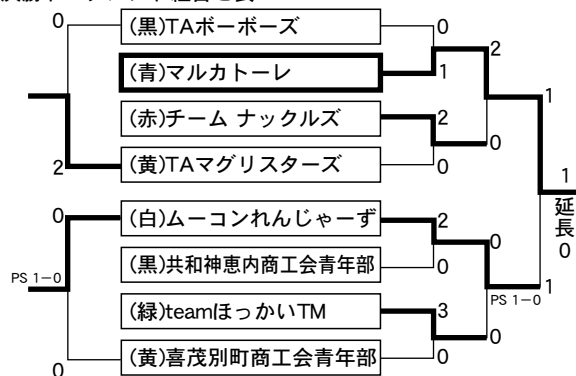 0
(黒)TAボーボーズ
0
2
(青)マルカトーレ
1
1
(赤)チーム ナックルズ
2
0
2
(黄)TAマグリスターズ
0
1
延長
0
0
(白)ムーコンれんじゃーず
2
0
PS 1−0
(黒)共和神恵内商工会青年部
0
PS 1−0
1
(緑)teamほっかいTM
3
0
0
(黄)喜茂別町商工会青年部
0